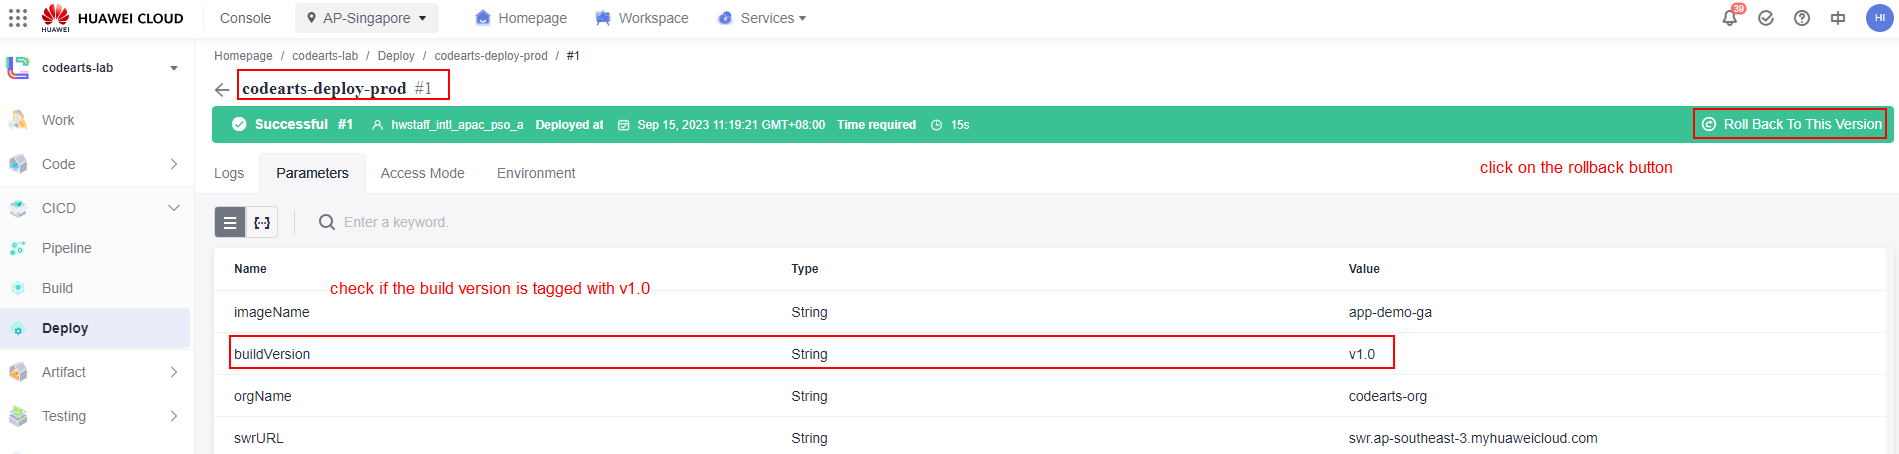 HUAWEI
HUAWEI CLOUD
Console
AP-Singapore
Homepage
Workspace
Services
39
中
HI
codearts-lab
Homepage / codearts-lab / Deploy / codearts-deploy-prod / #1
codearts-deploy-prod #1
Successful #1 hwstaff_intl_apac_pso_a Deployed at Sep 15, 2023 11:19:21 GMT+08:00 Time required 15s
Roll Back To This Version
click on the rollback button
Work
Code
CICD
Pipeline
Build
Deploy
Artifact
Testing
Logs Parameters Access Mode Environment
Enter a keyword.
Name Type Value
check if the build version is tagged with v1.0
imageName String app-demo-ga
buildVersion String v1.0
orgName String codearts-org
swrURL String swr.ap-southeast-3.myhuaweicloud.com